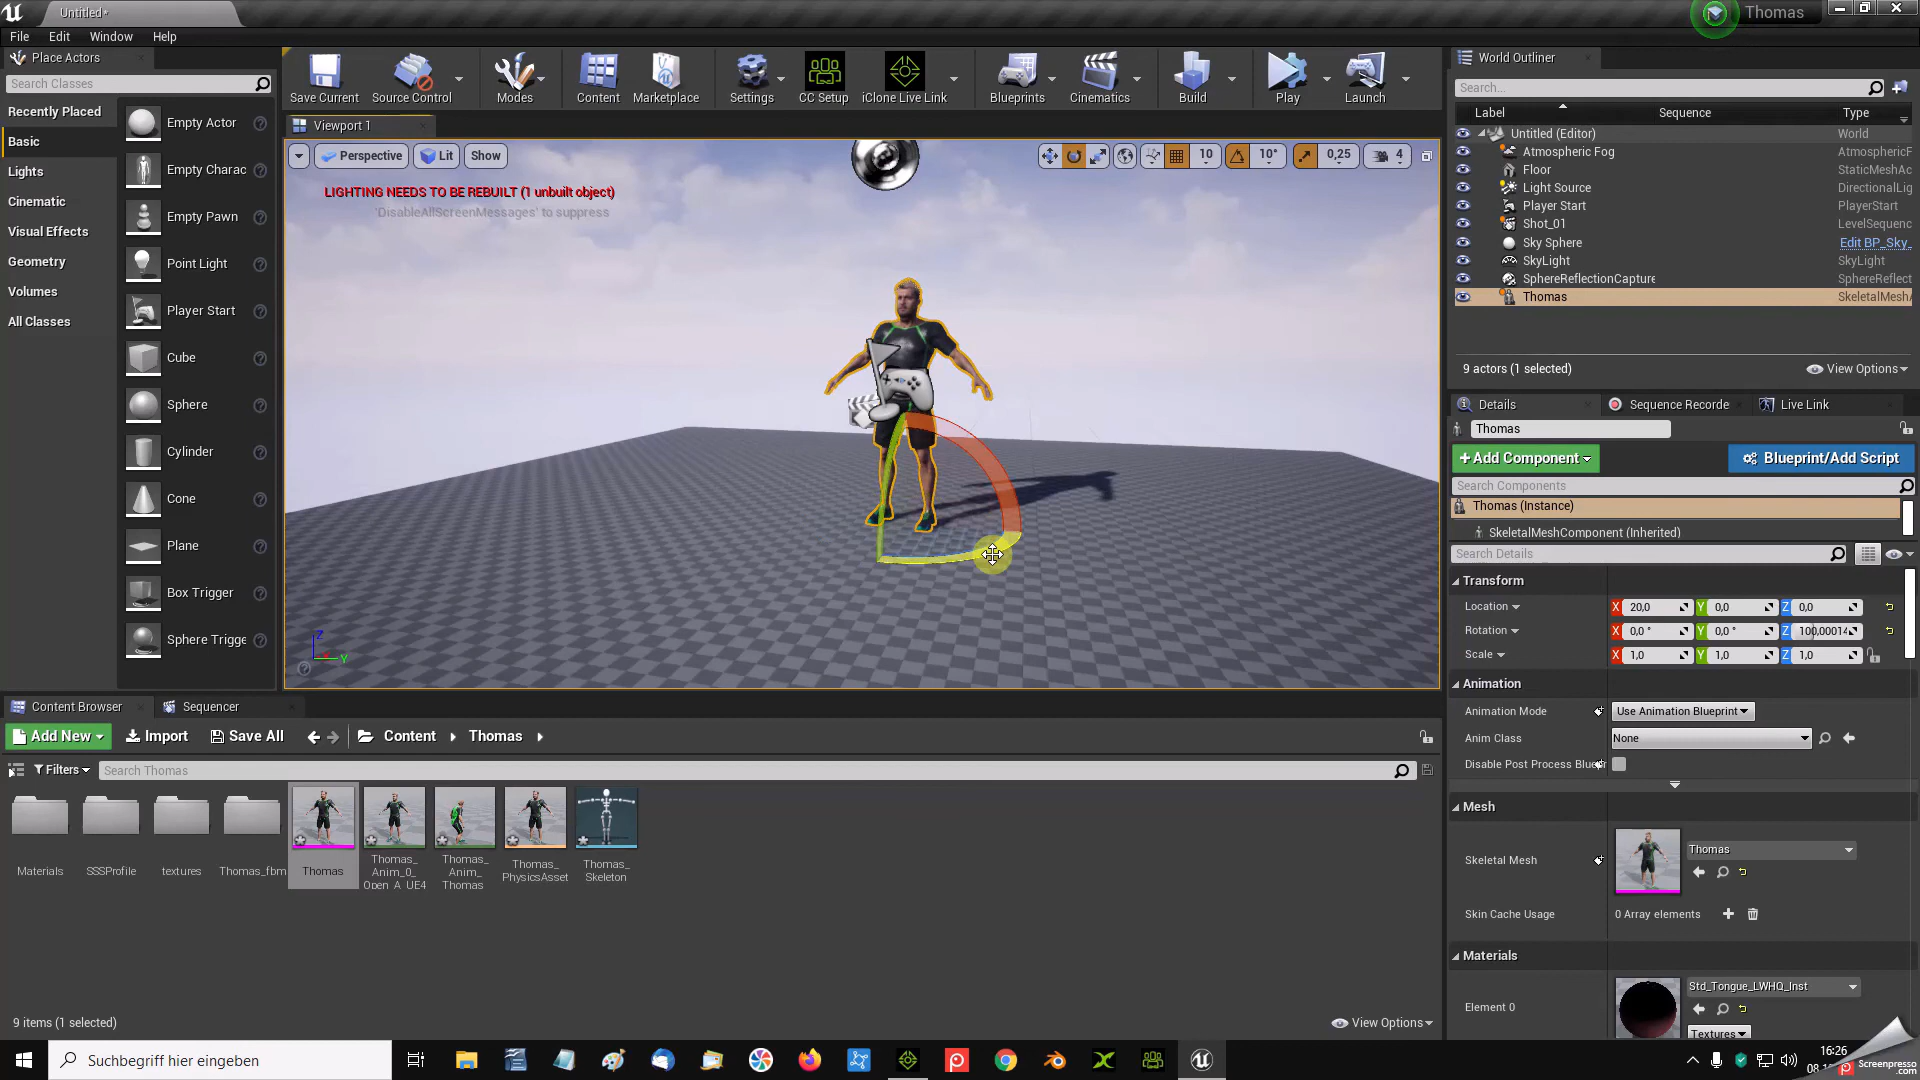 Untitled*
Thomas
File Edit Window Help
Place Actors
Search Classes
Recently Placed
Basic
Lights
Cinematic
Visual Effects
Geometry
Volumes
All Classes
Empty Actor
Empty Charac
Empty Pawn
Point Light
Player Start
Cube
Sphere
Cylinder
Cone
Plane
Box Trigger
Sphere Trigge
Save Current
Source Control
Modes
Content
Marketplace
Settings
CC Setup
iClone Live Link
Blueprints
Cinematics
Build
Play
Launch
Viewport 1
Perspective
Lit
Show
10
10°
0,25
4
LIGHTING NEEDS TO BE REBUILT (1 unbuilt object)
'DisableAllScreenMessages' to suppress
Z
Y
World Outliner
Search...
Label Sequence Type
Untitled (Editor) World
Atmospheric Fog AtmosphericF
Floor StaticMeshAc
Light Source DirectionalLig
Player Start PlayerStart
Shot_01 LevelSequenc
Sky Sphere Edit BP_Sky_
SkyLight SkyLight
SphereReflectionCapture SphereReflect
Thomas SkeletalMeshA
9 actors (1 selected)
View Options
Details
Sequence Recorde
Live Link
Thomas
+Add Component
Blueprint/Add Script
Search Components
Thomas (Instance)
SkeletalMeshComponent (Inherited)
Search Details
Transform
Location X 20,0 Y 0,0 Z 0,0
Rotation X 0,0 ° Y 0,0 ° Z 100,00014
Scale X 1,0 Y 1,0 Z 1,0
Animation
Animation Mode Use Animation Blueprint
Anim Class None
Disable Post Process Bluepr
Mesh
Skeletal Mesh Thomas
Skin Cache Usage 0 Array elements
Materials
Element 0 Std_Tongue_LWHQ_Inst
Textures
Content Browser
Sequencer
Add New
Import
Save All
Content
Thomas
Filters
Search Thomas
Materials
SSSProfile
textures
Thomas_fbm
Thomas
Thomas_
Anim_0_
Open_A_UE4
Thomas_
Anim_
Thomas
Thomas_
PhysicsAsset
Thomas_
Skeleton
9 items (1 selected)
View Options
Suchbegriff hier eingeben
16:26
Screenpresso
.com